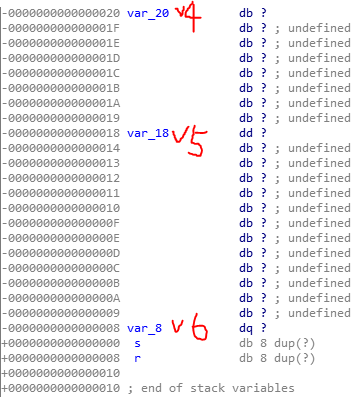 -0000000000000020 var_20 v4 db ?
-000000000000001F db ? ; undefined
-000000000000001E db ? ; undefined
-000000000000001D db ? ; undefined
-000000000000001C db ? ; undefined
-000000000000001B db ? ; undefined
-000000000000001A db ? ; undefined
-0000000000000019 db ? ; undefined
-0000000000000018 var_18 v5 dd ?
-0000000000000014 db ? ; undefined
-0000000000000013 db ? ; undefined
-0000000000000012 db ? ; undefined
-0000000000000011 db ? ; undefined
-0000000000000010 db ? ; undefined
-000000000000000F db ? ; undefined
-000000000000000E db ? ; undefined
-000000000000000D db ? ; undefined
-000000000000000C db ? ; undefined
-000000000000000B db ? ; undefined
-000000000000000A db ? ; undefined
-0000000000000009 db ? ; undefined
-0000000000000008 var_8 v6 dq ?
+0000000000000000 s db 8 dup(?)
+0000000000000008 r db 8 dup(?)
+0000000000000010
+0000000000000010 ; end of stack variables